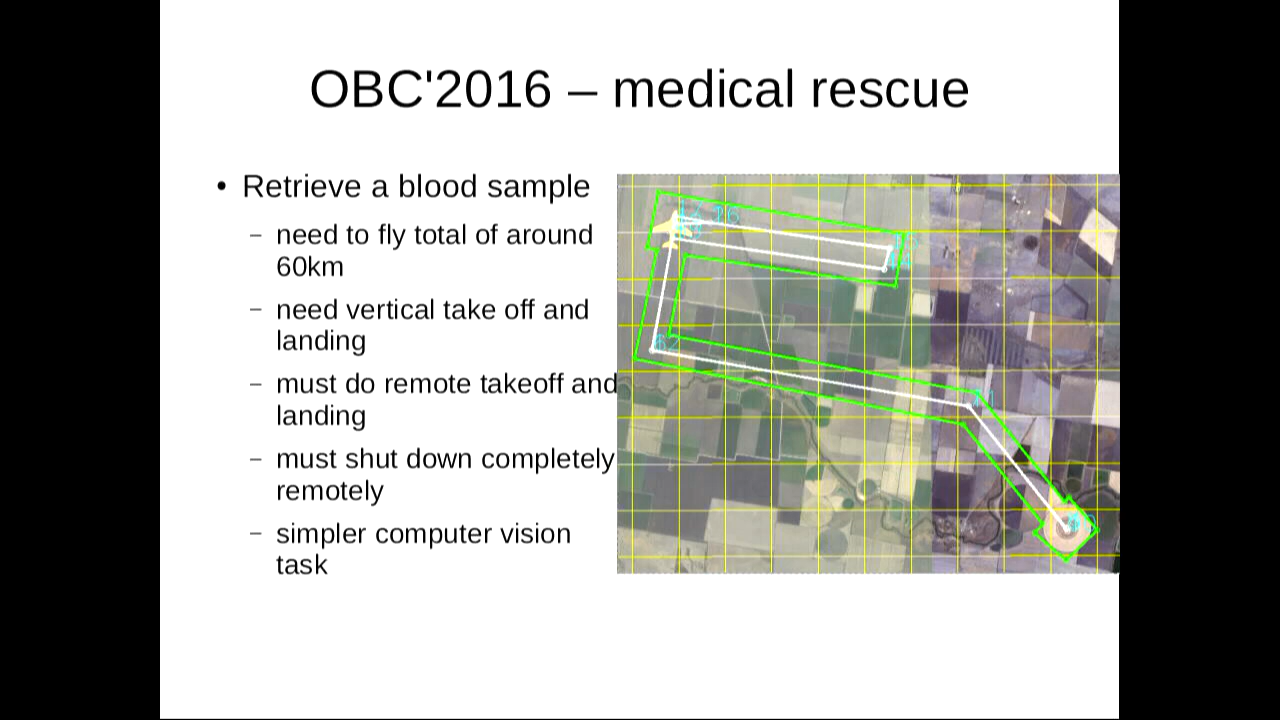 OBC'2016 – medical rescue
• Retrieve a blood sample
– need to fly total of around
60km
– need vertical take off and
landing
– must do remote takeoff and
landing
– must shut down completely
remotely
– simpler computer vision
task